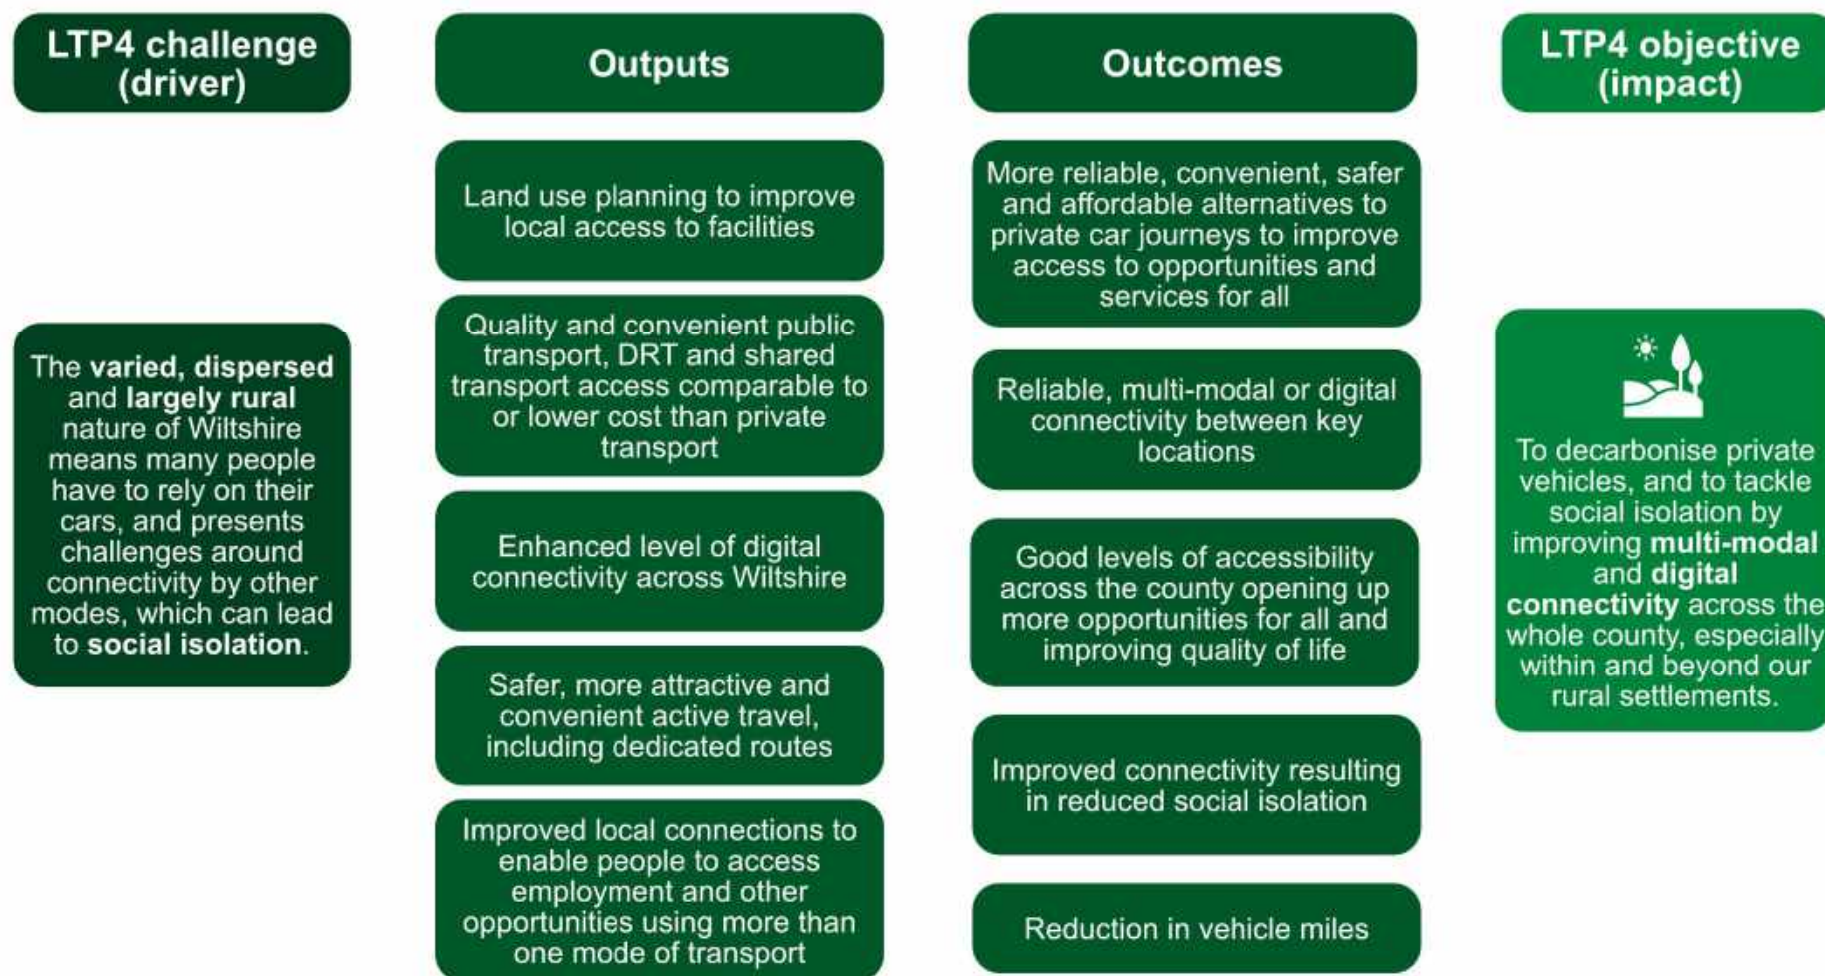 LTP4 challenge
(driver)
The varied, dispersed
and largely rural
nature of Wiltshire
means many people
have to rely on their
cars, and presents
challenges around
connectivity by other
modes, which can lead
to social isolation.
Outputs
Land use planning to improve
local access to facilities
Quality and convenient public
transport, DRT and shared
transport access comparable to
or lower cost than private
transport
Enhanced level of digital
connectivity across Wiltshire
Safer, more attractive and
convenient active travel,
including dedicated routes
Improved local connections to
enable people to access
employment and other
opportunities using more than
one mode of transport
Outcomes
More reliable, convenient, safer
and affordable alternatives to
private car journeys to improve
access to opportunities and
services for all
Reliable, multi-modal or digital
connectivity between key
locations
Good levels of accessibility
across the county opening up
more opportunities for all and
improving quality of life
Improved connectivity resulting
in reduced social isolation
Reduction in vehicle miles
LTP4 objective
(impact)
To decarbonise private
vehicles, and to tackle
social isolation by
improving multi-modal
and digital
connectivity across the
whole county, especially
within and beyond our
rural settlements.